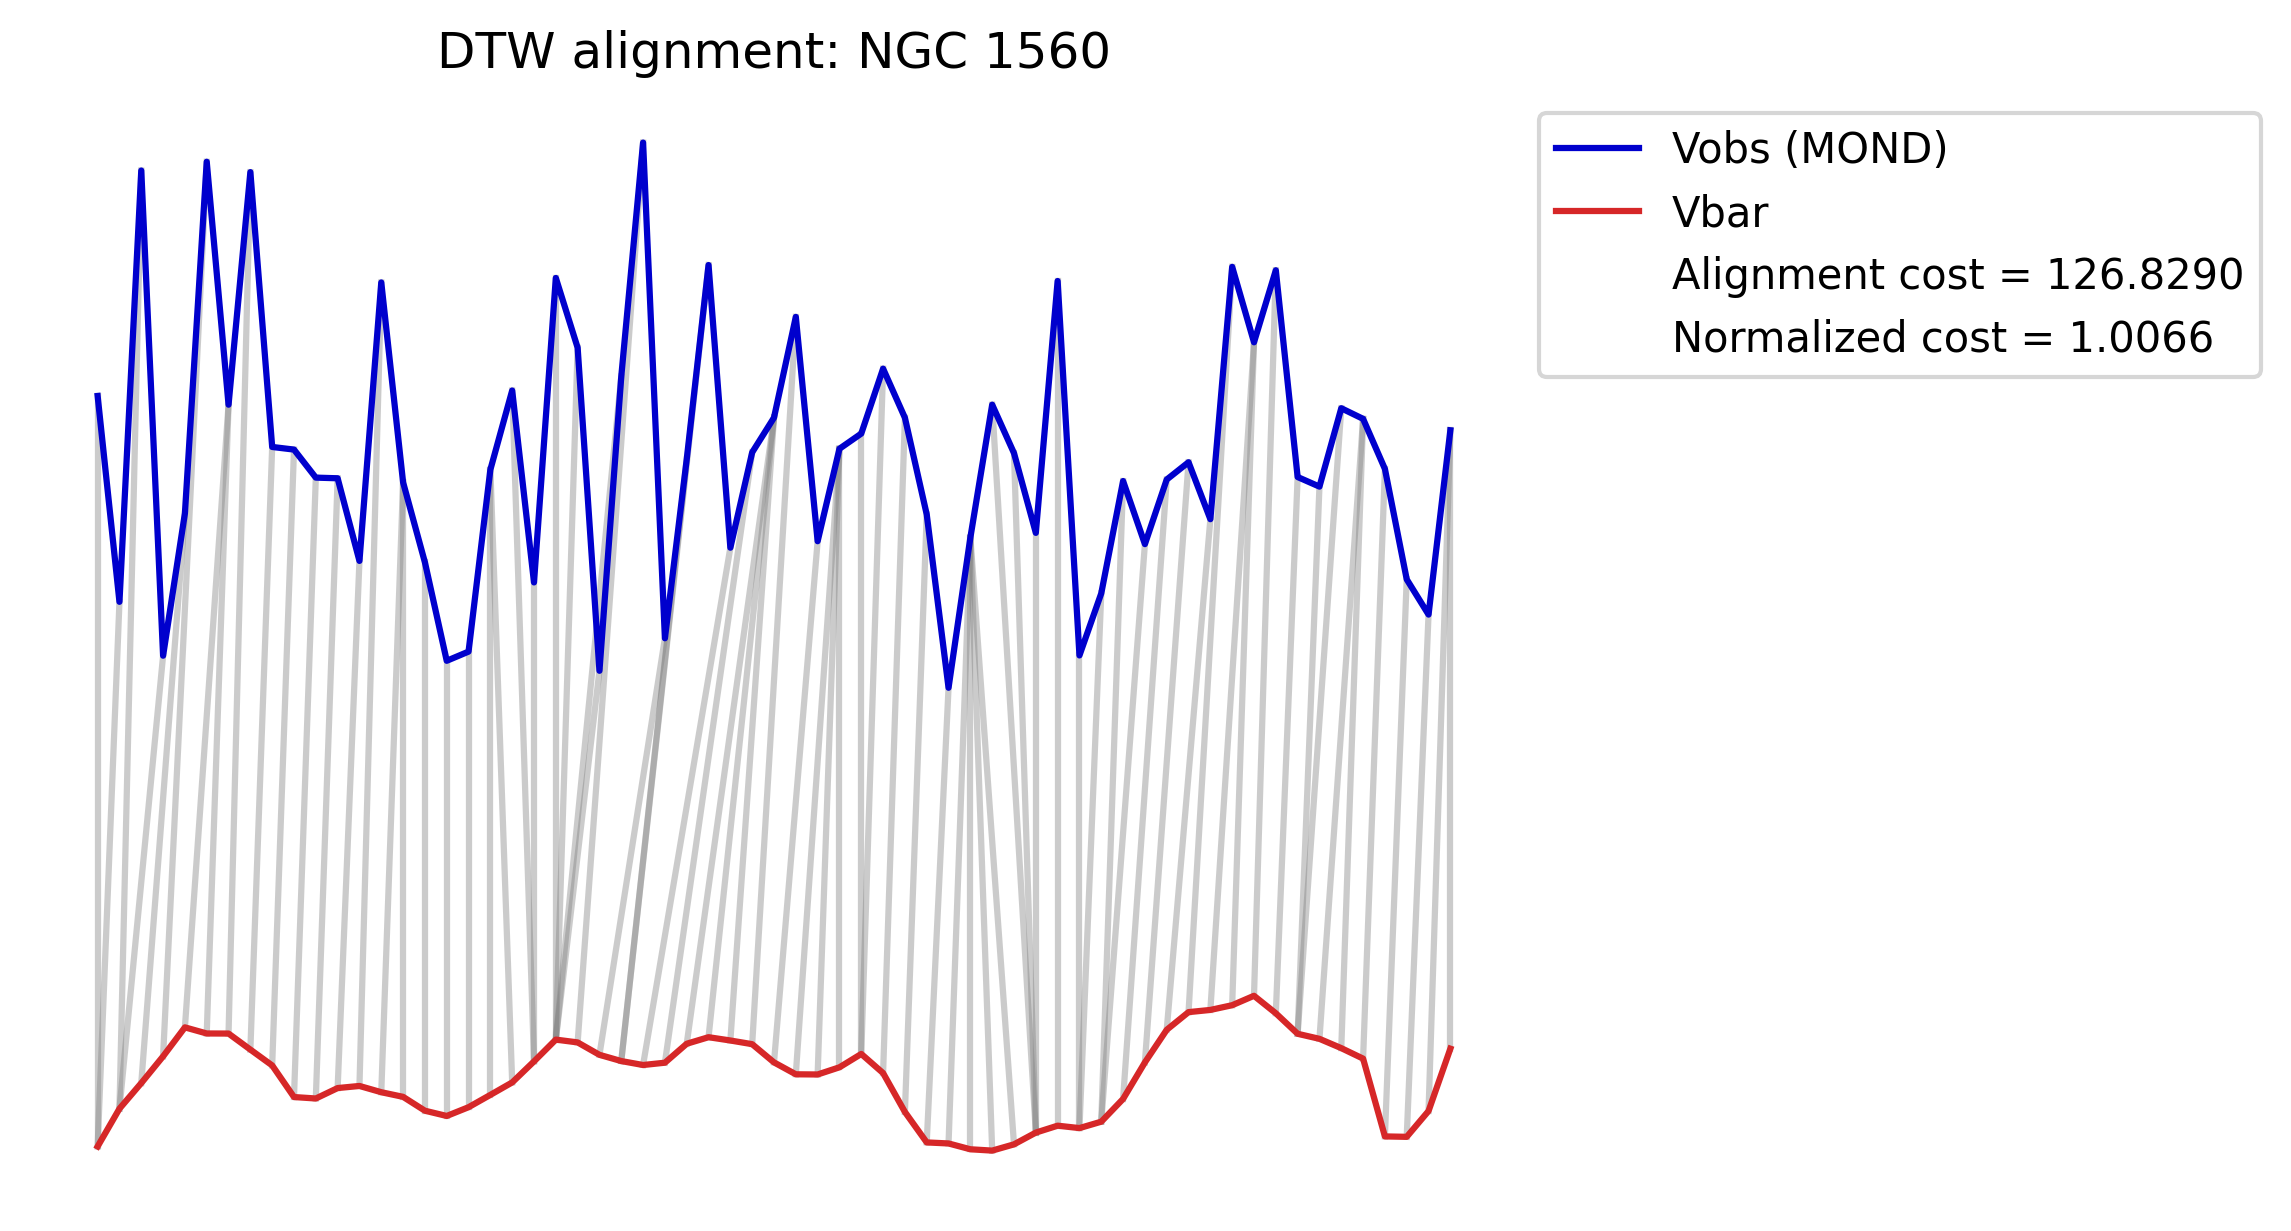 DTW alignment: NGC 1560
Vobs (MOND)
Vbar
Alignment cost = 126.8290
Normalized cost = 1.0066